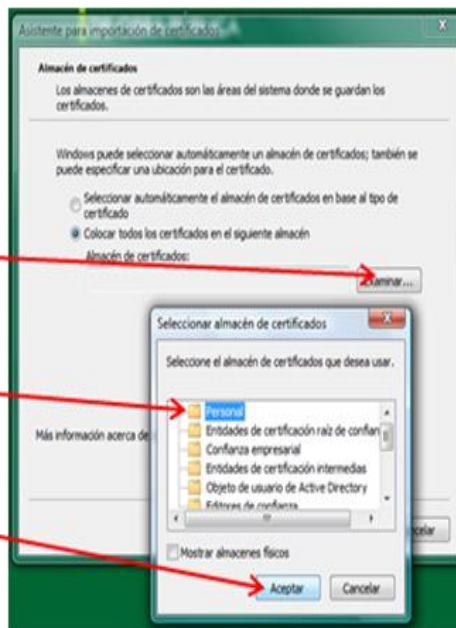 Asistente para importación de certificados
Almacén de certificados
Los almacenes de certificados son las áreas del sistema donde se guardan los
certificados.
Windows puede seleccionar automáticamente un almacén de certificados; también se
puede especificar una ubicación para el certificado.
Seleccionar automáticamente el almacén de certificados en base al tipo de
certificado
Colocar todos los certificados en el siguiente almacén
Almacén de certificados:
Examinar...
Seleccionar almacén de certificados
Seleccione el almacén de certificados que desea usar.
Personal
Entidades de certificación raíz de confian
Confianza empresarial
Entidades de certificación intermedias
Objeto de usuario de Active Directory
Editores de confianza
Más información acerca de
Mostrar almacenes físicos
Aceptar
Cancelar
ncelar